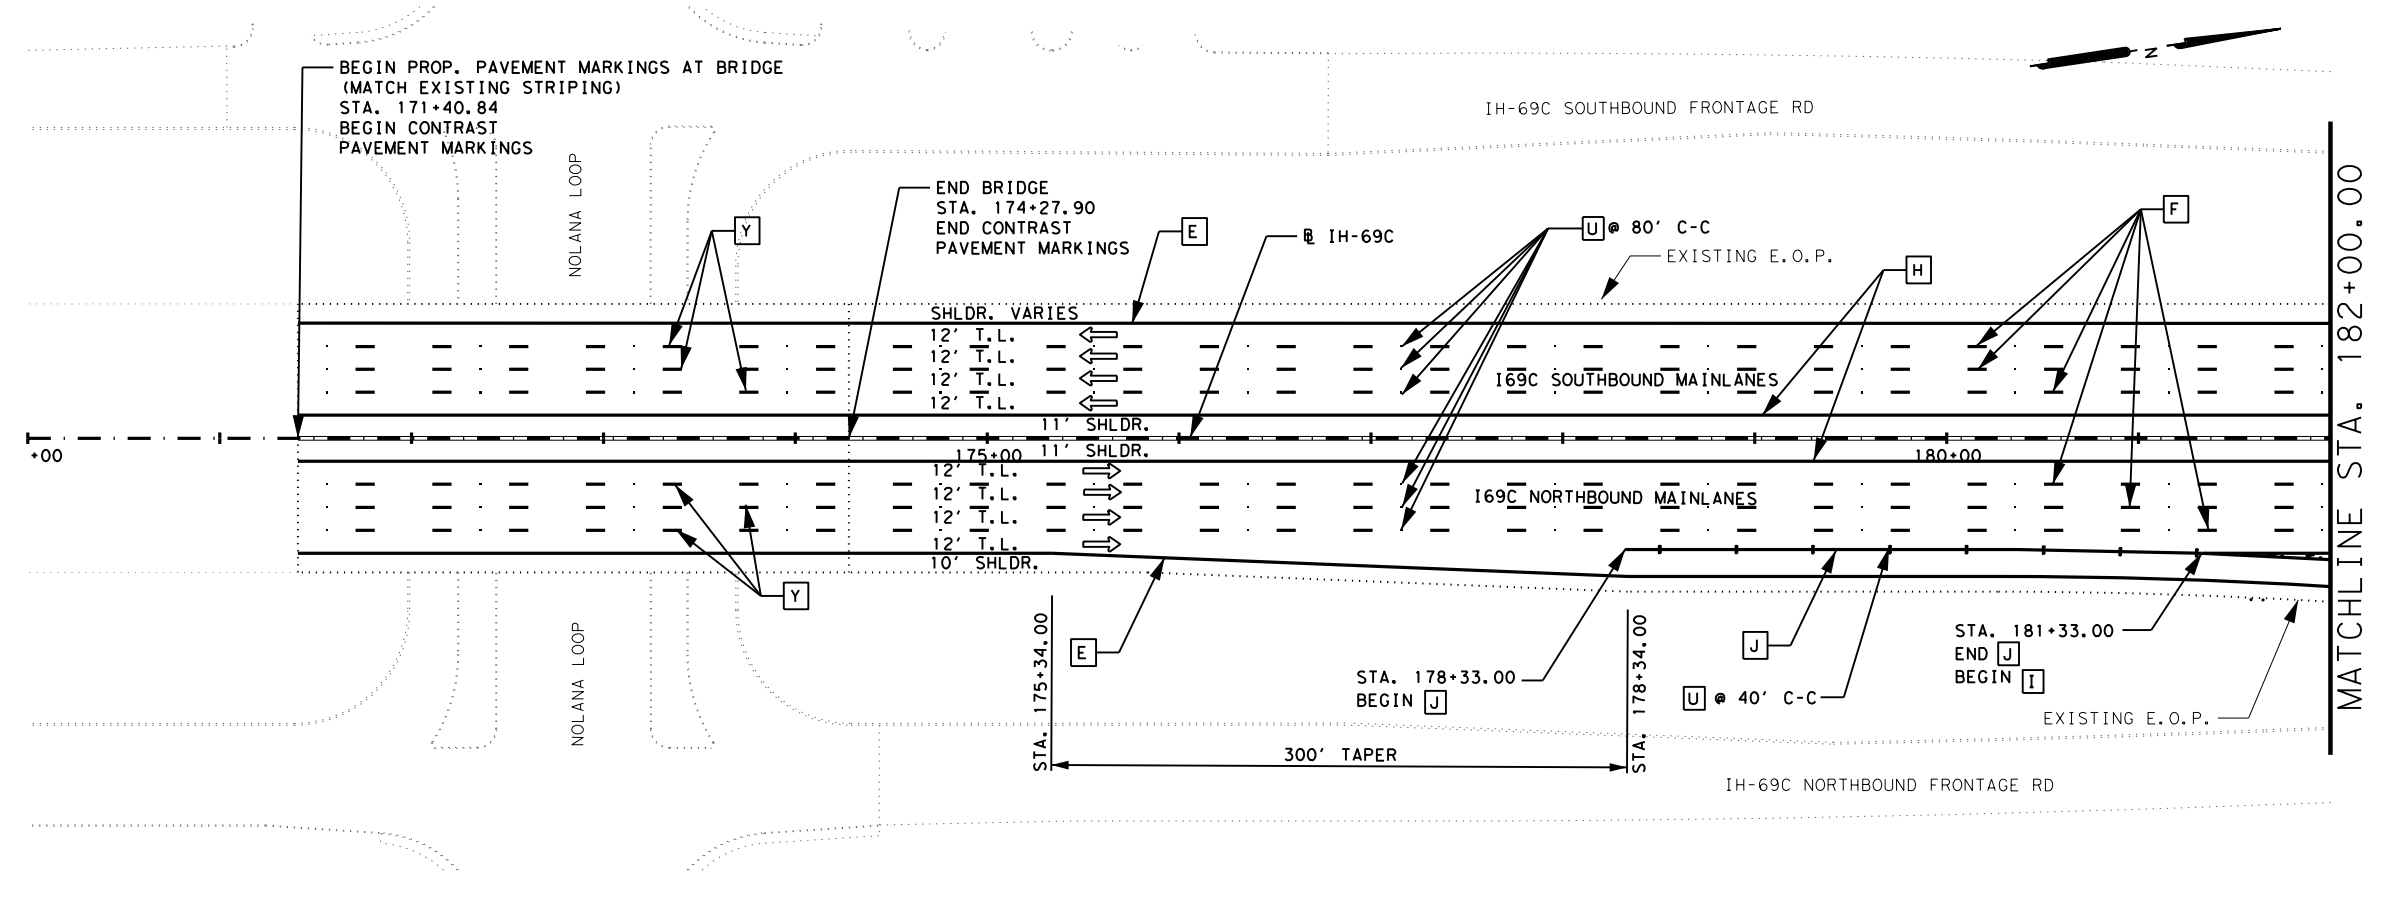 BEGIN PROP. PAVEMENT MARKINGS AT BRIDGE
(MATCH EXISTING STRIPING)
STA. 171+40.84
BEGIN CONTRAST
PAVEMENT MARKINGS
N
IH-69C SOUTHBOUND FRONTAGE RD
NOLANA LOOP
Y
END BRIDGE
STA. 174+27.90
END CONTRAST
PAVEMENT MARKINGS
E
BL IH-69C
U @ 80' C-C
EXISTING E.O.P.
H
F
MATCHLINE STA. 182+00.00
SHLDR. VARIES
12' T.L.
12' T.L.
12' T.L.
12' T.L.
I69C SOUTHBOUND MAINLANES
11' SHLDR.
+00
175+00
11' SHLDR.
180+00
12' T.L.
12' T.L.
12' T.L.
12' T.L.
I69C NORTHBOUND MAINLANES
10' SHLDR.
Y
NOLANA LOOP
STA. 175+34.00
E
STA. 178+33.00
BEGIN J
STA. 178+34.00
J
U @ 40' C-C
STA. 181+33.00
END J
BEGIN I
EXISTING E.O.P.
300' TAPER
IH-69C NORTHBOUND FRONTAGE RD